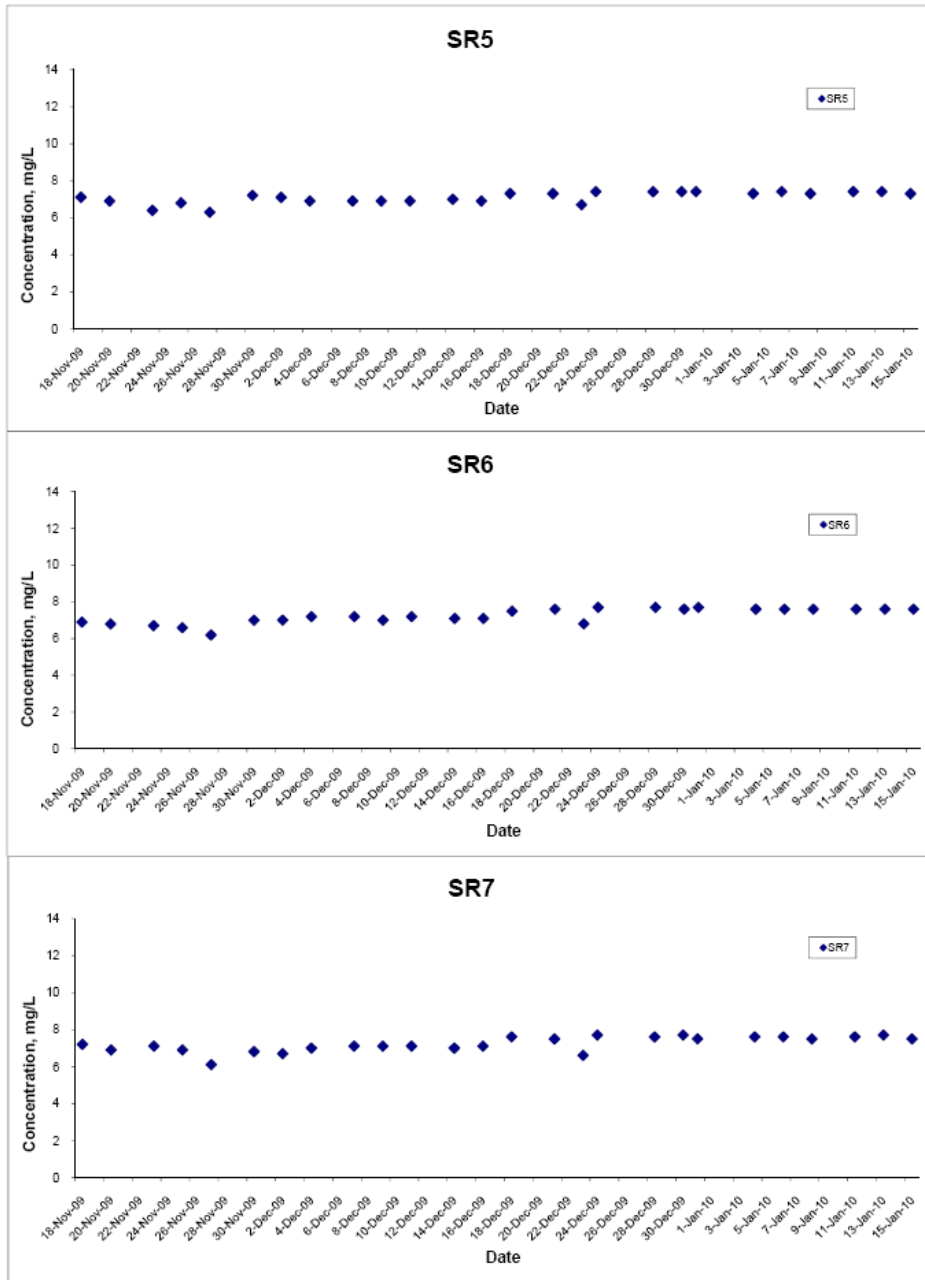 SR5
14
12
10
8
6
4
2
0
Concentration, mg/L
SR5
18-Nov-09
20-Nov-09
22-Nov-09
24-Nov-09
26-Nov-09
28-Nov-09
30-Nov-09
2-Dec-09
4-Dec-09
6-Dec-09
8-Dec-09
10-Dec-09
12-Dec-09
14-Dec-09
16-Dec-09
18-Dec-09
20-Dec-09
22-Dec-09
24-Dec-09
26-Dec-09
28-Dec-09
30-Dec-09
1-Jan-10
3-Jan-10
5-Jan-10
7-Jan-10
9-Jan-10
11-Jan-10
13-Jan-10
15-Jan-10
Date
SR6
14
12
10
8
6
4
2
0
Concentration, mg/L
SR6
18-Nov-09
20-Nov-09
22-Nov-09
24-Nov-09
26-Nov-09
28-Nov-09
30-Nov-09
2-Dec-09
4-Dec-09
6-Dec-09
8-Dec-09
10-Dec-09
12-Dec-09
14-Dec-09
16-Dec-09
18-Dec-09
20-Dec-09
22-Dec-09
24-Dec-09
26-Dec-09
28-Dec-09
30-Dec-09
1-Jan-10
3-Jan-10
5-Jan-10
7-Jan-10
9-Jan-10
11-Jan-10
13-Jan-10
15-Jan-10
Date
SR7
14
12
10
8
6
4
2
0
Concentration, mg/L
SR7
18-Nov-09
20-Nov-09
22-Nov-09
24-Nov-09
26-Nov-09
28-Nov-09
30-Nov-09
2-Dec-09
4-Dec-09
6-Dec-09
8-Dec-09
10-Dec-09
12-Dec-09
14-Dec-09
16-Dec-09
18-Dec-09
20-Dec-09
22-Dec-09
24-Dec-09
26-Dec-09
28-Dec-09
30-Dec-09
1-Jan-10
3-Jan-10
5-Jan-10
7-Jan-10
9-Jan-10
11-Jan-10
13-Jan-10
15-Jan-10
Date